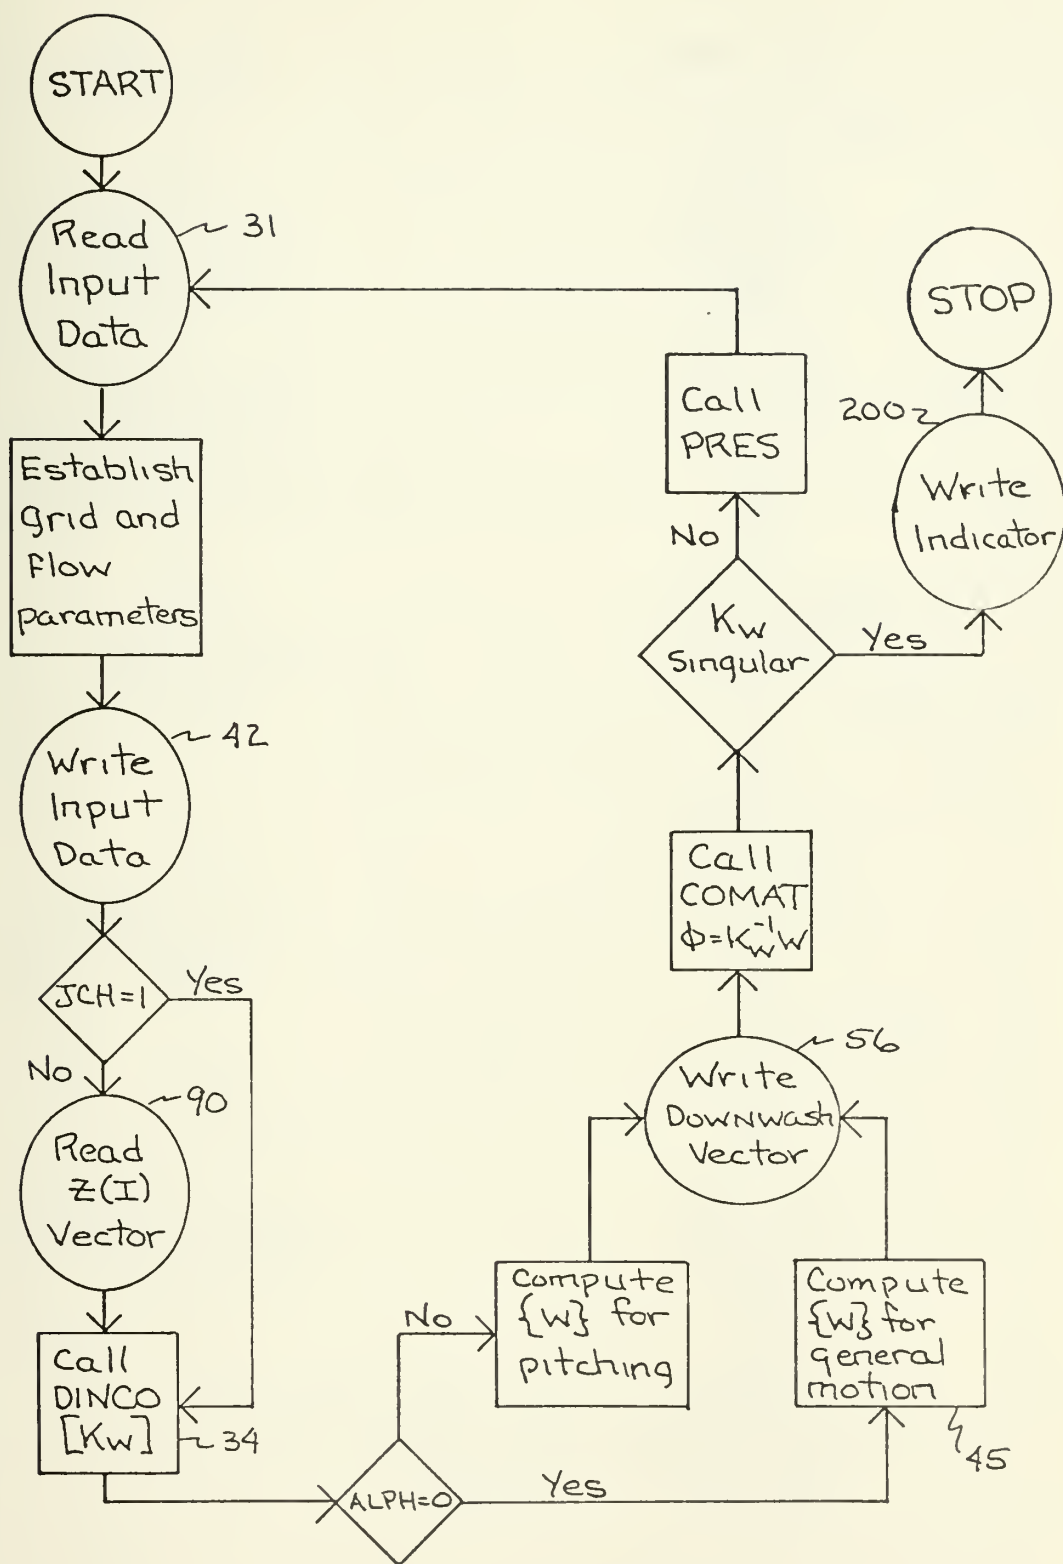 START
Read
Input
Data
31
Establish
grid and
flow
parameters
Write
Input
Data
42
JCH=1
Yes
No
Read
Z(I)
Vector
90
Call
DINCO
[Kw]
34
ALPH=0
No
Yes
Compute
{W} for
pitching
Compute
{W} for
general
motion
45
Write
Downwash
Vector
56
Call
COMAT
Φ=K_W^-1 W
Kw
Singular
No
Yes
Call
PRES
Write
Indicator
200
STOP